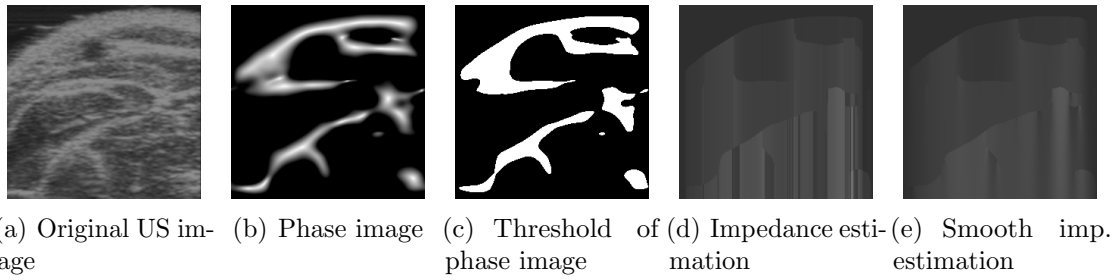 (a) Original US im-
age
(b) Phase image
(c) Threshold of
phase image
(d) Impedance esti-
mation
(e) Smooth imp.
estimation